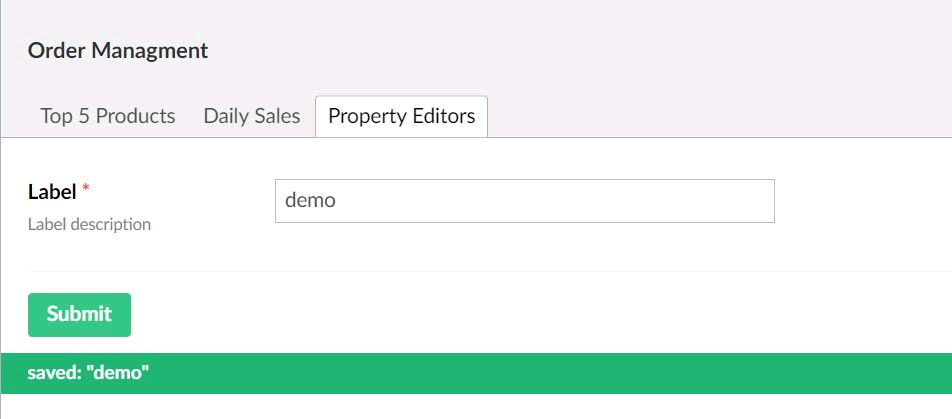 Order Managment
Top 5 Products Daily Sales Property Editors
Label * demo
Label description
Submit
saved: "demo"